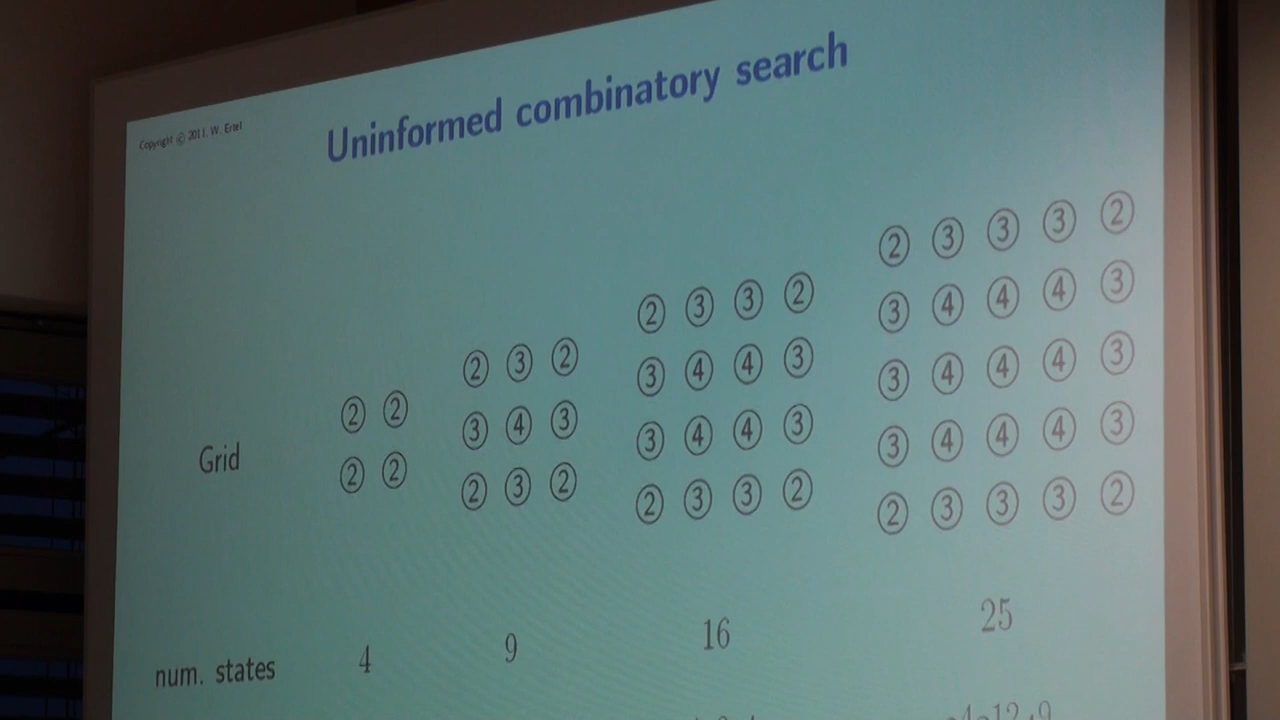 Copyright © 2011. W. Ertel
Uninformed combinatory search
② ③ ③ ③ ②
② ③ ③ ②
③ ④ ④ ④ ③
② ③ ②
③ ④ ④ ③
③ ④ ④ ④ ③
② ②
③ ④ ③
③ ④ ④ ③
③ ④ ④ ④ ③
Grid
② ②
② ③ ②
② ③ ③ ②
② ③ ③ ③ ②
num. states 4 9 16 25